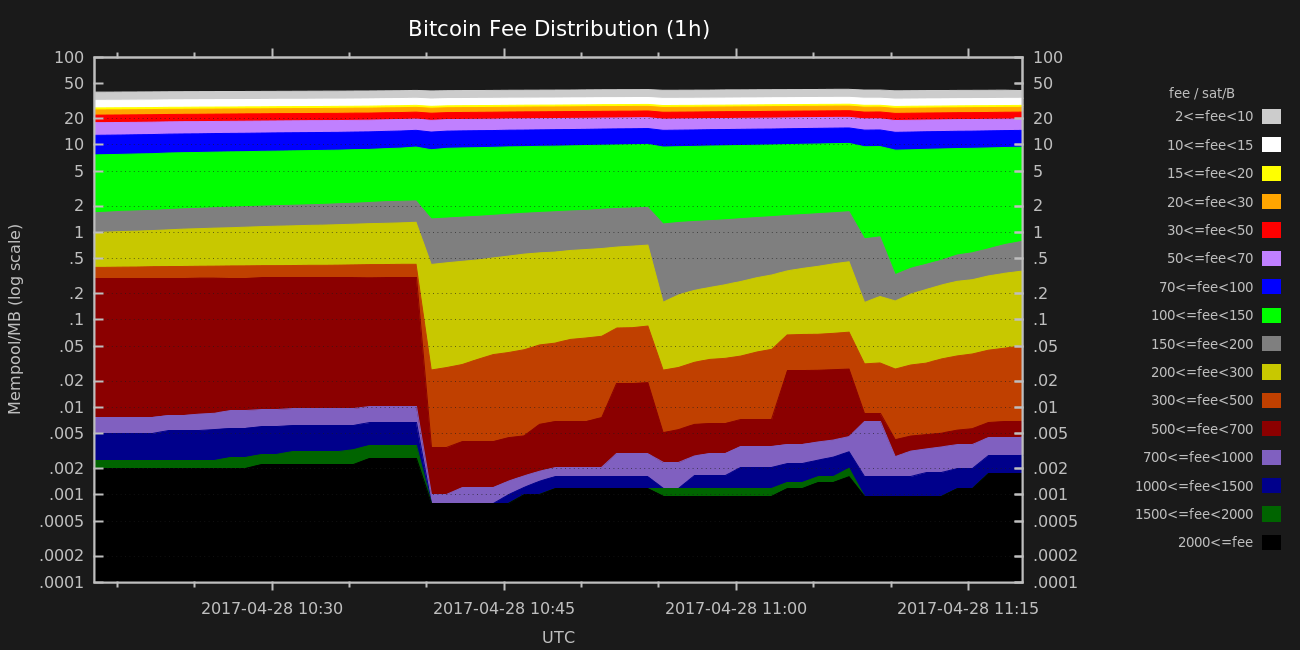 Bitcoin Fee Distribution (1h)
Mempool/MB (log scale)
100
50
20
10
5
2
1
.5
.2
.1
.05
.02
.01
.005
.002
.001
.0005
.0002
.0001
100
50
20
10
5
2
1
.5
.2
.1
.05
.02
.01
.005
.002
.001
.0005
.0002
.0001
2017-04-28 10:30 2017-04-28 10:45 2017-04-28 11:00 2017-04-28 11:15
UTC
fee / sat/B
2<=fee<10
10<=fee<15
15<=fee<20
20<=fee<30
30<=fee<50
50<=fee<70
70<=fee<100
100<=fee<150
150<=fee<200
200<=fee<300
300<=fee<500
500<=fee<700
700<=fee<1000
1000<=fee<1500
1500<=fee<2000
2000<=fee